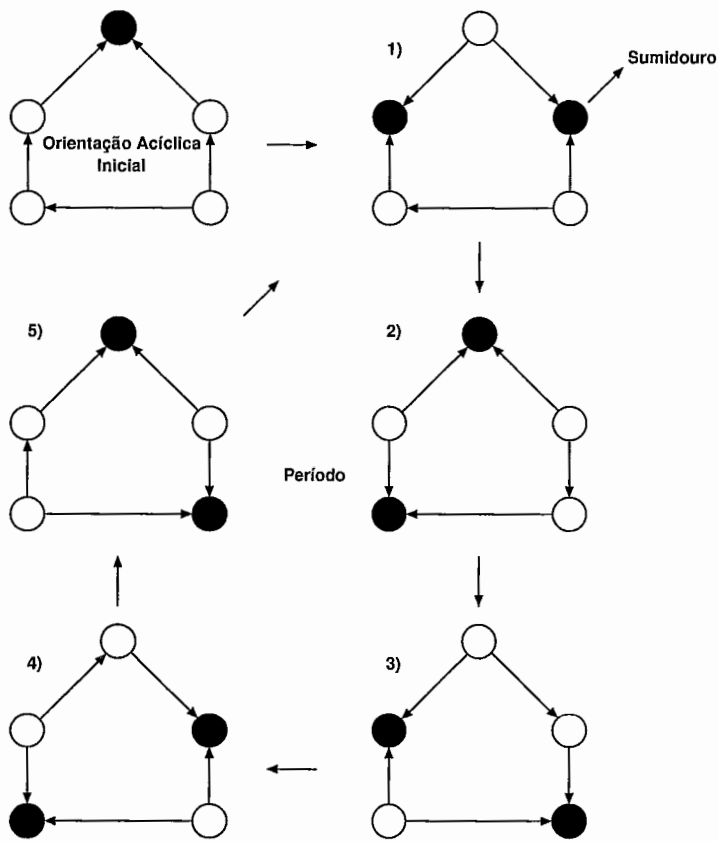 Orientação Acíclica
Inicial
1)
Sumidouro
5)
2)
Período
4)
3)